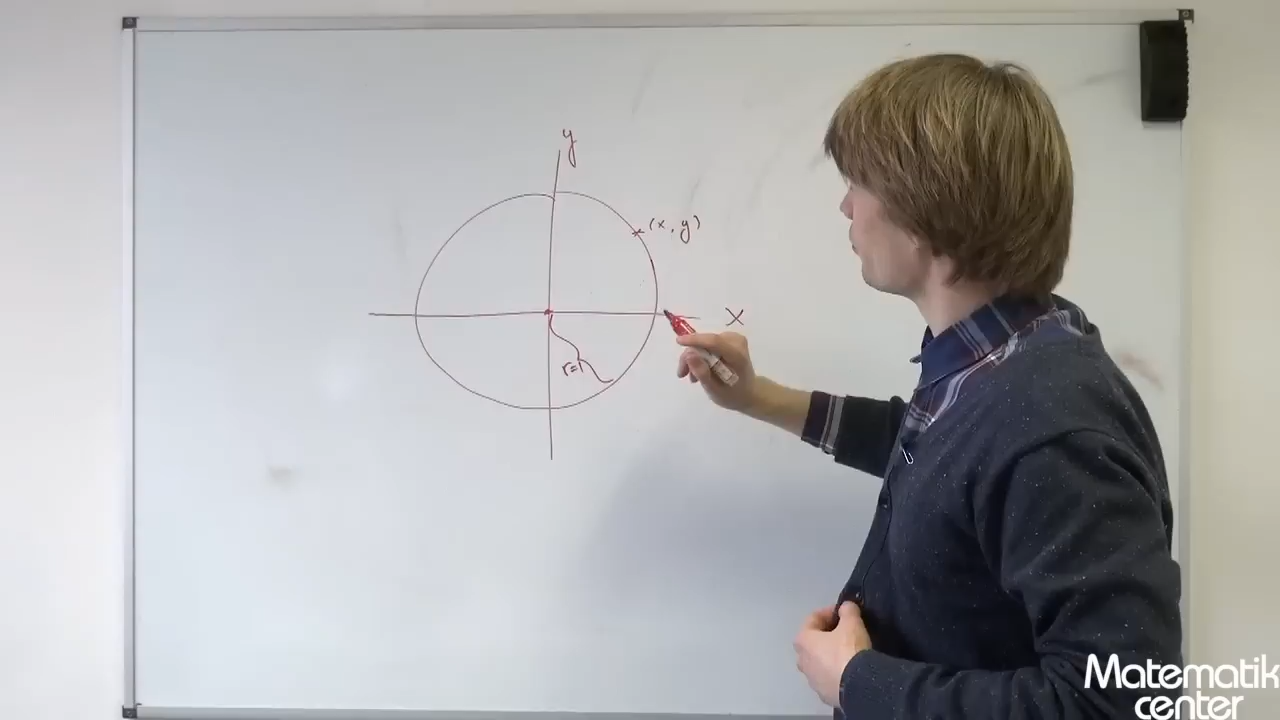 y
(x, y)
x
r=1
Matematik
center